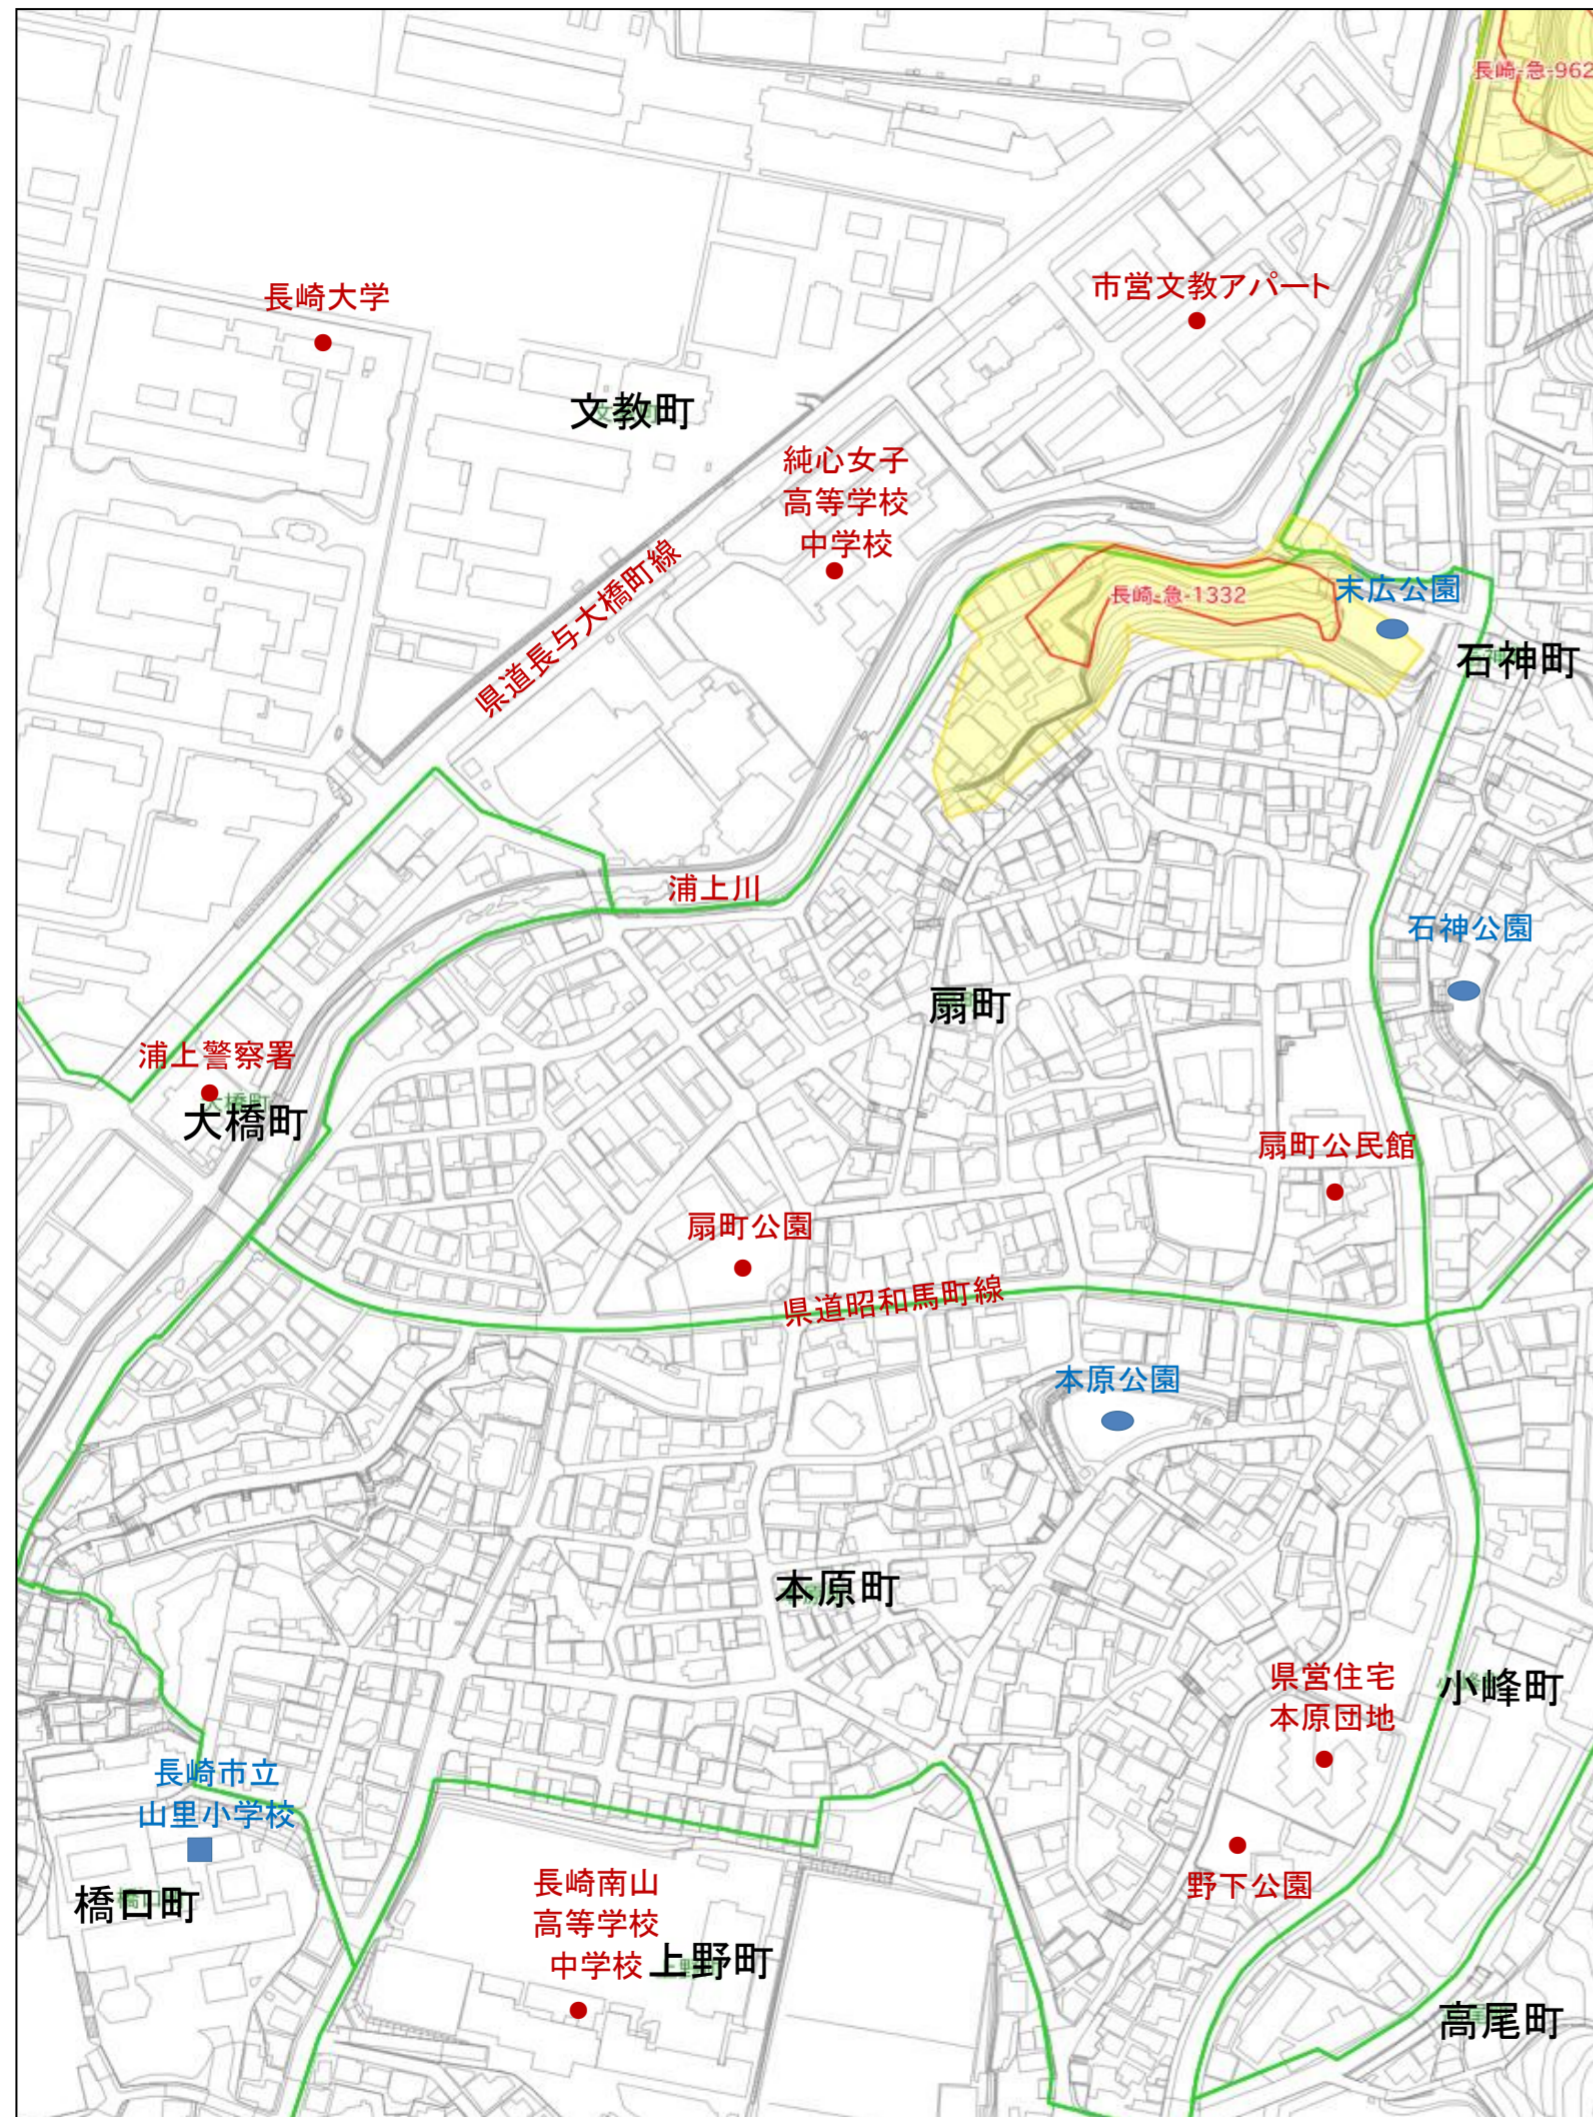 長崎-急-962
長崎大学
市営文教アパート
文教町
純心女子
高等学校
中学校
県道長与大橋町線
長崎-急-1332
末広公園
石神町
浦上川
石神公園
扇町
浦上警察署
大橋町
扇町公民館
扇町公園
県道昭和馬町線
本原公園
本原町
県営住宅
本原団地
小峰町
長崎市立
山里小学校
野下公園
橋口町
長崎南山
高等学校
中学校
上野町
高尾町